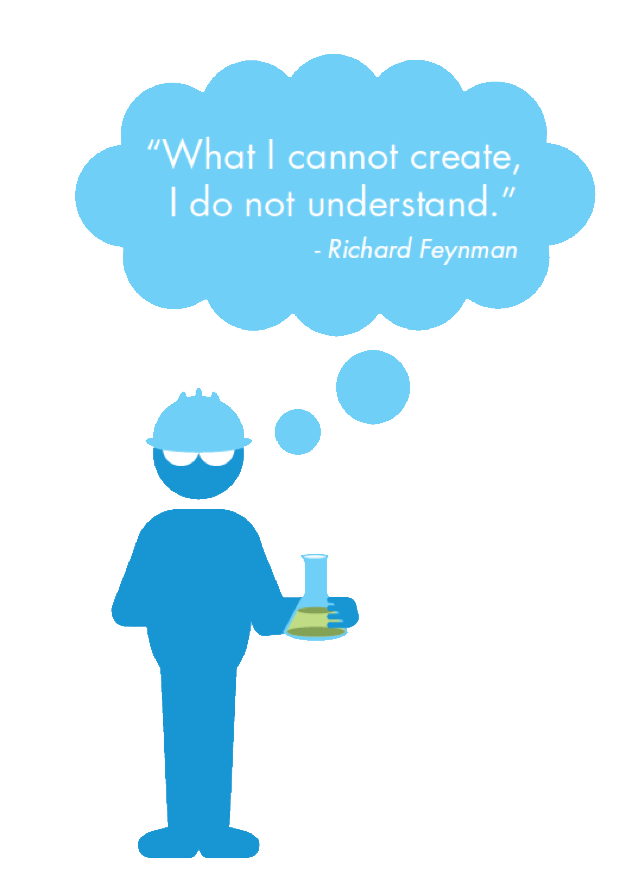 “What I cannot create,
I do not understand.”
- Richard Feynman